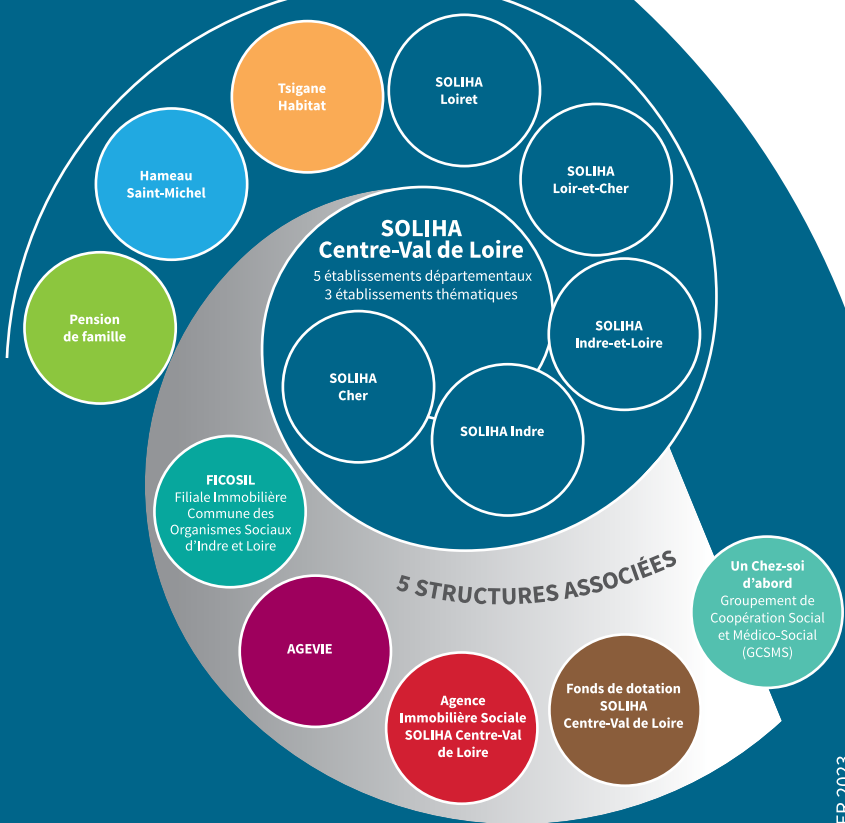 Tsigane
Habitat
SOLIHA
Loiret
Hameau
Saint-Michel
SOLIHA
Loir-et-Cher
SOLIHA
Centre-Val de Loire
5 établissements départementaux
3 établissements thématiques
Pension
de famille
SOLIHA
Indre-et-Loire
SOLIHA
Cher
SOLIHA Indre
FICOSIL
Filiale Immobilière
Commune des
Organismes Sociaux
d'Indre et Loire
5 STRUCTURES ASSOCIÉES
Un Chez-soi
d'abord
Groupement de
Coopération Social
et Médico-Social
(GCSMS)
AGEVIE
Agence
Immobilière Sociale
SOLIHA Centre-Val
de Loire
Fonds de dotation
SOLIHA
Centre-Val de Loire
2023